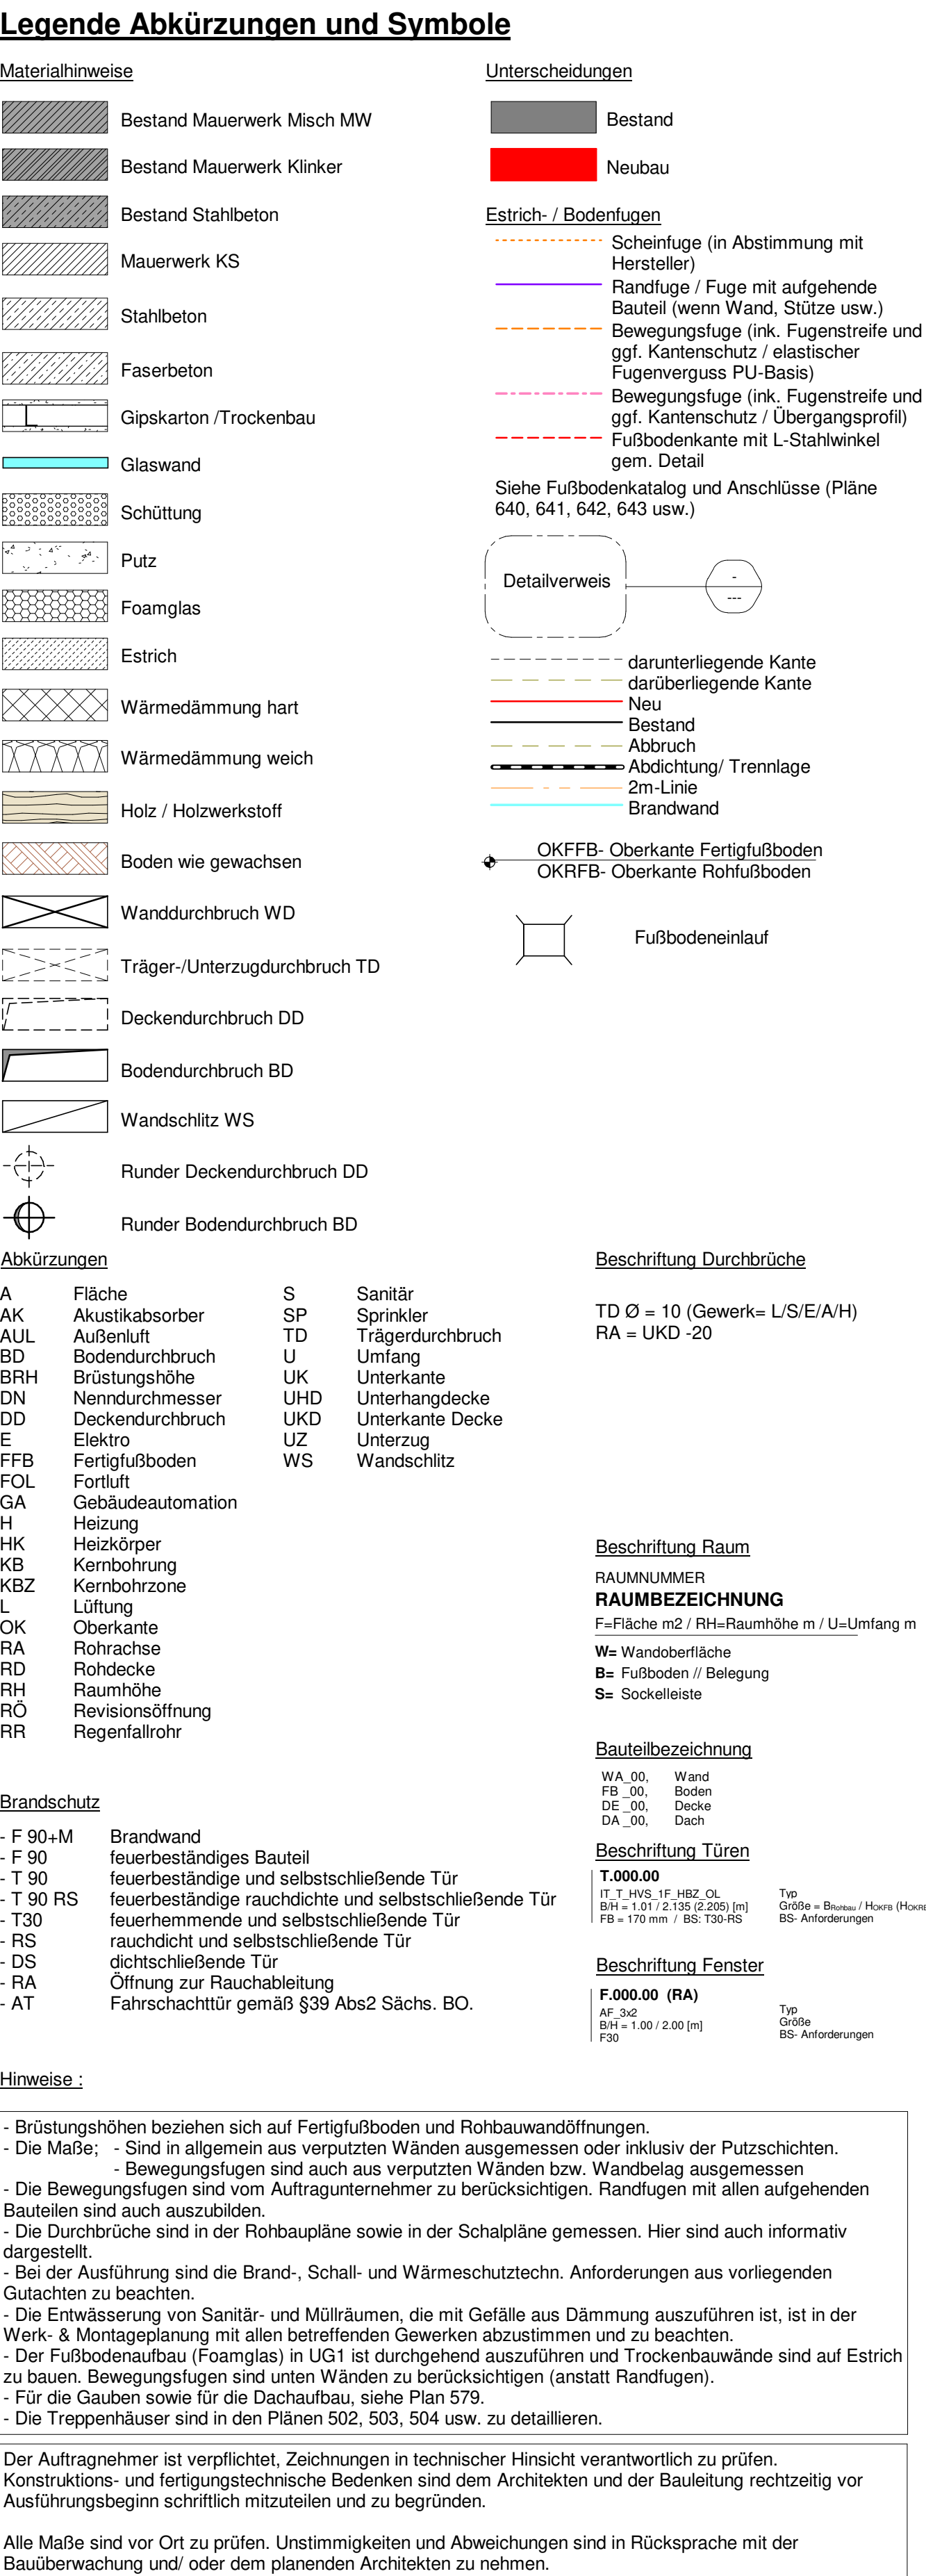 Legende Abkürzungen und Symbole
Materialhinweise
Bestand Mauerwerk Misch MW
Bestand Mauerwerk Klinker
Bestand Stahlbeton
Mauerwerk KS
Stahlbeton
Faserbeton
Gipskarton /Trockenbau
Glaswand
Schüttung
Putz
Foamglas
Estrich
Wärmedämmung hart
Wärmedämmung weich
Holz / Holzwerkstoff
Boden wie gewachsen
Wanddurchbruch WD
Träger-/Unterzugdurchbruch TD
Deckendurchbruch DD
Bodendurchbruch BD
Wandschlitz WS
Runder Deckendurchbruch DD
Runder Bodendurchbruch BD
Unterscheidungen
Bestand
Neubau
Estrich- / Bodenfugen
Scheinfuge (in Abstimmung mit
Hersteller)
Randfuge / Fuge mit aufgehende
Bauteil (wenn Wand, Stütze usw.)
Bewegungsfuge (ink. Fugenstreife und
ggf. Kantenschutz / elastischer
Fugenverguss PU-Basis)
Bewegungsfuge (ink. Fugenstreife und
ggf. Kantenschutz / Übergangsprofil)
Fußbodenkante mit L-Stahlwinkel
gem. Detail
Siehe Fußbodenkatalog und Anschlüsse (Pläne
640, 641, 642, 643 usw.)
Detailverweis
-
---
darunterliegende Kante
darüberliegende Kante
Neu
Bestand
Abbruch
Abdichtung/ Trennlage
2m-Linie
Brandwand
OKFFB- Oberkante Fertigfußboden
OKRFB- Oberkante Rohfußboden
Fußbodeneinlauf
Abkürzungen
A Fläche
AK Akustikabsorber
AUL Außenluft
BD Bodendurchbruch
BRH Brüstungshöhe
DN Nenndurchmesser
DD Deckendurchbruch
E Elektro
FFB Fertigfußboden
FOL Fortluft
GA Gebäudeautomation
H Heizung
HK Heizkörper
KB Kernbohrung
KBZ Kernbohrzone
L Lüftung
OK Oberkante
RA Rohrachse
RD Rohdecke
RH Raumhöhe
RÖ Revisionsöffnung
RR Regenfallrohr
S Sanitär
SP Sprinkler
TD Trägerdurchbruch
U Umfang
UK Unterkante
UHD Unterhangdecke
UKD Unterkante Decke
UZ Unterzug
WS Wandschlitz
Beschriftung Durchbrüche
TD Ø = 10 (Gewerk= L/S/E/A/H)
RA = UKD -20
Beschriftung Raum
RAUMNUMMER
RAUMBEZEICHNUNG
F=Fläche m2 / RH=Raumhöhe m / U=Umfang m
W= Wandoberfläche
B= Fußboden // Belegung
S= Sockelleiste
Bauteilbezeichnung
WA_00, Wand
FB _00, Boden
DE _00, Decke
DA _00, Dach
Brandschutz
- F 90+M Brandwand
- F 90 feuerbeständiges Bauteil
- T 90 feuerbeständige und selbstschließende Tür
- T 90 RS feuerbeständige rauchdichte und selbstschließende Tür
- T30 feuerhemmende und selbstschließende Tür
- RS rauchdicht und selbstschließende Tür
- DS dichtschließende Tür
- RA Öffnung zur Rauchableitung
- AT Fahrschachttür gemäß §39 Abs2 Sächs. BO.
Beschriftung Türen
T.000.00
IT_T_HVS_1F_HBZ_OL Typ
B/H = 1.01 / 2.135 (2.205) [m] Größe = BRohbau / HOKFB (HOKRE
FB = 170 mm / BS: T30-RS BS- Anforderungen
Beschriftung Fenster
F.000.00 (RA)
AF_3x2 Typ
B/H = 1.00 / 2.00 [m] Größe
F30 BS- Anforderungen
Hinweise :
- Brüstungshöhen beziehen sich auf Fertigfußboden und Rohbauwandöffnungen.
- Die Maße; - Sind in allgemein aus verputzten Wänden ausgemessen oder inklusiv der Putzschichten.
- Bewegungsfugen sind auch aus verputzten Wänden bzw. Wandbelag ausgemessen
- Die Bewegungsfugen sind vom Auftragunternehmer zu berücksichtigen. Randfugen mit allen aufgehenden
Bauteilen sind auch auszubilden.
- Die Durchbrüche sind in der Rohbaupläne sowie in der Schalpläne gemessen. Hier sind auch informativ
dargestellt.
- Bei der Ausführung sind die Brand-, Schall- und Wärmeschutztechn. Anforderungen aus vorliegenden
Gutachten zu beachten.
- Die Entwässerung von Sanitär- und Müllräumen, die mit Gefälle aus Dämmung auszuführen ist, ist in der
Werk- & Montageplanung mit allen betreffenden Gewerken abzustimmen und zu beachten.
- Der Fußbodenaufbau (Foamglas) in UG1 ist durchgehend auszuführen und Trockenbauwände sind auf Estrich
zu bauen. Bewegungsfugen sind unten Wänden zu berücksichtigen (anstatt Randfugen).
- Für die Gauben sowie für die Dachaufbau, siehe Plan 579.
- Die Treppenhäuser sind in den Plänen 502, 503, 504 usw. zu detaillieren.
Der Auftragnehmer ist verpflichtet, Zeichnungen in technischer Hinsicht verantwortlich zu prüfen.
Konstruktions- und fertigungstechnische Bedenken sind dem Architekten und der Bauleitung rechtzeitig vor
Ausführungsbeginn schriftlich mitzuteilen und zu begründen.
Alle Maße sind vor Ort zu prüfen. Unstimmigkeiten und Abweichungen sind in Rücksprache mit der
Bauüberwachung und/ oder dem planenden Architekten zu nehmen.